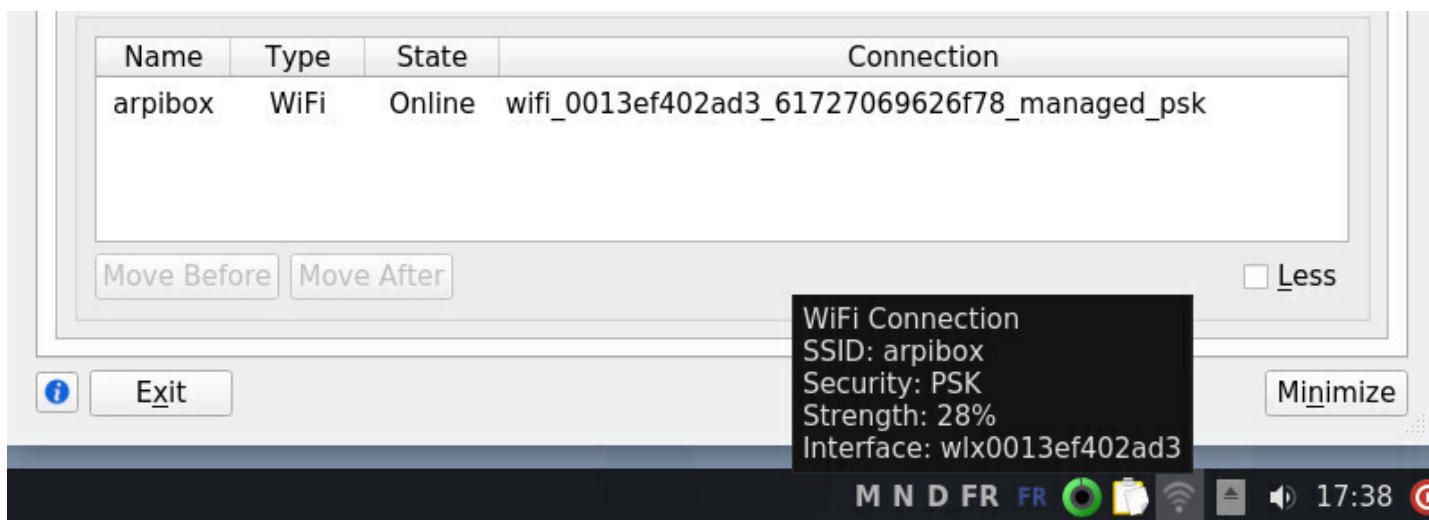 Name Type State Connection
arpibox WiFi Online wifi_0013ef402ad3_61727069626f78_managed_psk
Move Before Move After Less
WiFi Connection
SSID: arpibox
Security: PSK
Strength: 28%
Interface: wlx0013ef402ad3
Exit Minimize
M N D FR FR 17:38